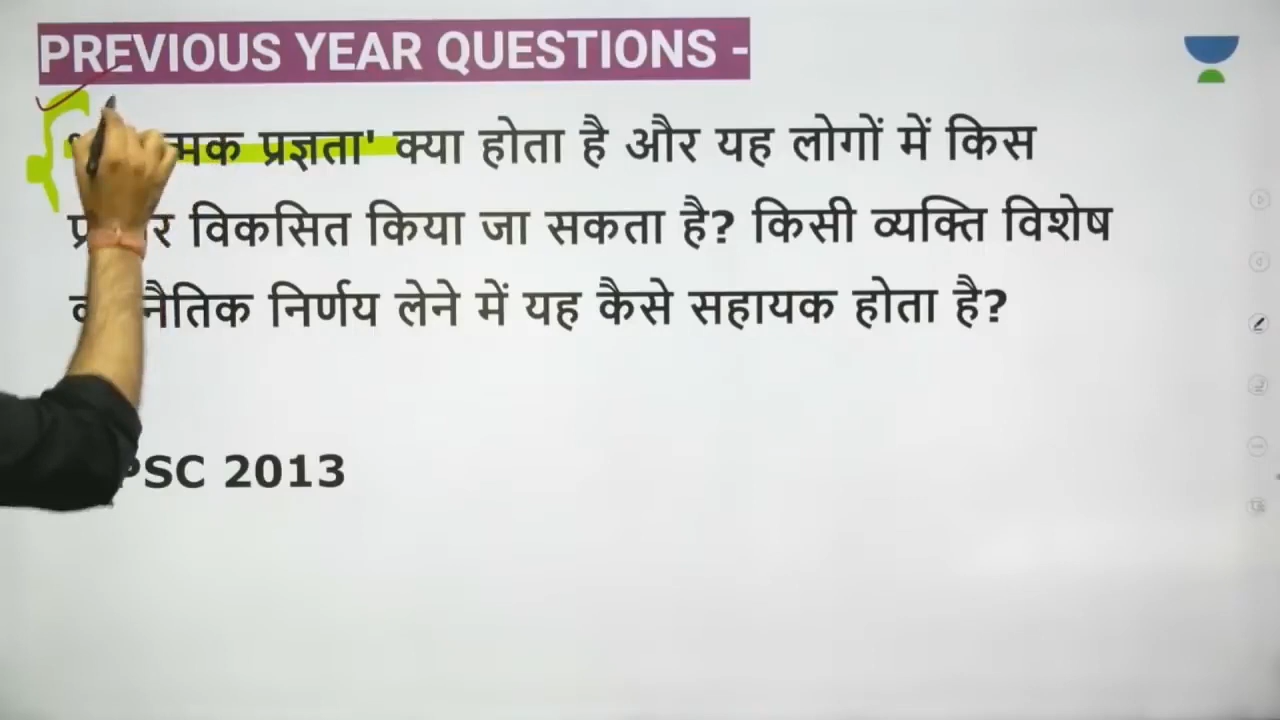 PREVIOUS YEAR QUESTIONS -
प्रज्ञता' क्या होता है और यह लोगों में किस
विकसित किया जा सकता है? किसी व्यक्ति विशेष
नैतिक निर्णय लेने में यह कैसे सहायक होता है?
PSC 2013